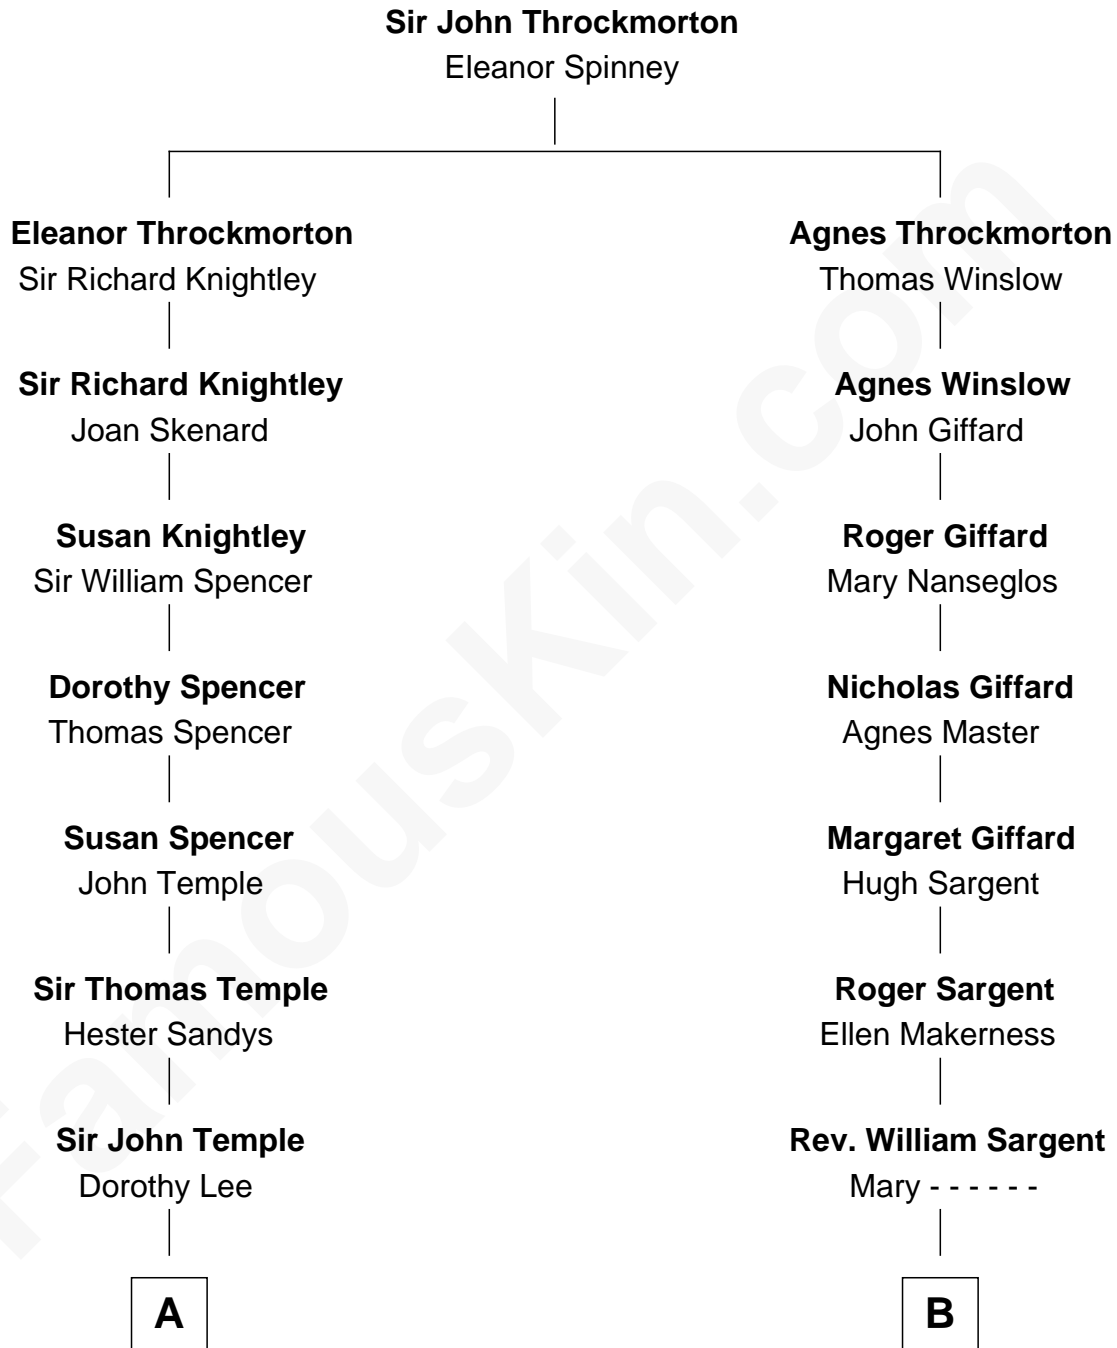 Sir John Throckmorton
Eleanor Spinney
Eleanor Throckmorton
Sir Richard Knightley
Sir Richard Knightley
Joan Skenard
Susan Knightley
Sir William Spencer
Dorothy Spencer
Thomas Spencer
Susan Spencer
John Temple
Sir Thomas Temple
Hester Sandys
Sir John Temple
Dorothy Lee
A
Agnes Throckmorton
Thomas Winslow
Agnes Winslow
John Giffard
Roger Giffard
Mary Nanseglos
Nicholas Giffard
Agnes Master
Margaret Giffard
Hugh Sargent
Roger Sargent
Ellen Makerness
Rev. William Sargent
Mary - - - - - -
B
FamousKin.com